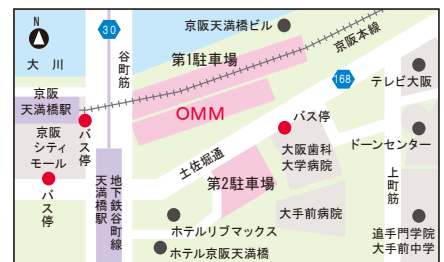 N
大川
30
谷町筋
京阪天満橋ビル
第1駐車場
京阪本線
168
テレビ大阪
京阪
天満橋駅
OMM
バス停
バス停
京阪
シティ
モール
バス停
土佐堀通
大阪歯科
大学病院
ドーンセンター
第2駐車場
上町筋
地下鉄谷町線
天満橋駅
大手前病院
ホテルリブマックス
ホテル京阪天満橋
追手門学院
大手前中学